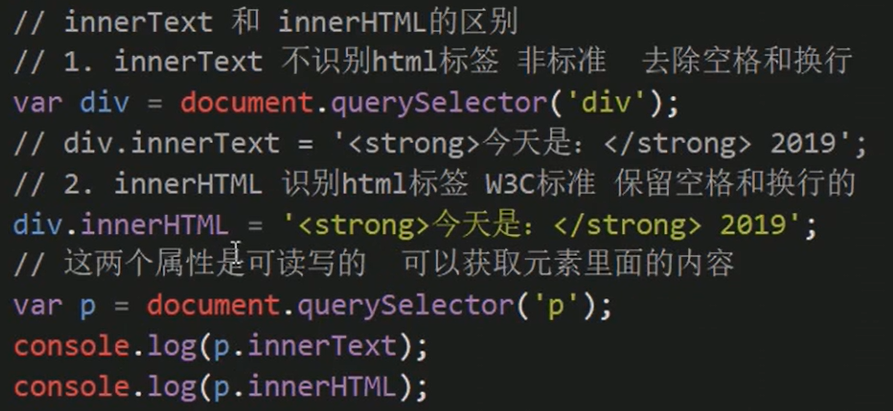 // innerText 和 innerHTML的区别
// 1. innerText 不识别html标签 非标准  去除空格和换行
var div = document.querySelector('div');
// div.innerText = '<strong>今天是：</strong> 2019';
// 2. innerHTML 识别html标签 W3C标准 保留空格和换行的
div.innerHTML = '<strong>今天是：</strong> 2019';
// 这两个属性是可读写的  可以获取元素里面的内容
var p = document.querySelector('p');
console.log(p.innerText);
console.log(p.innerHTML);